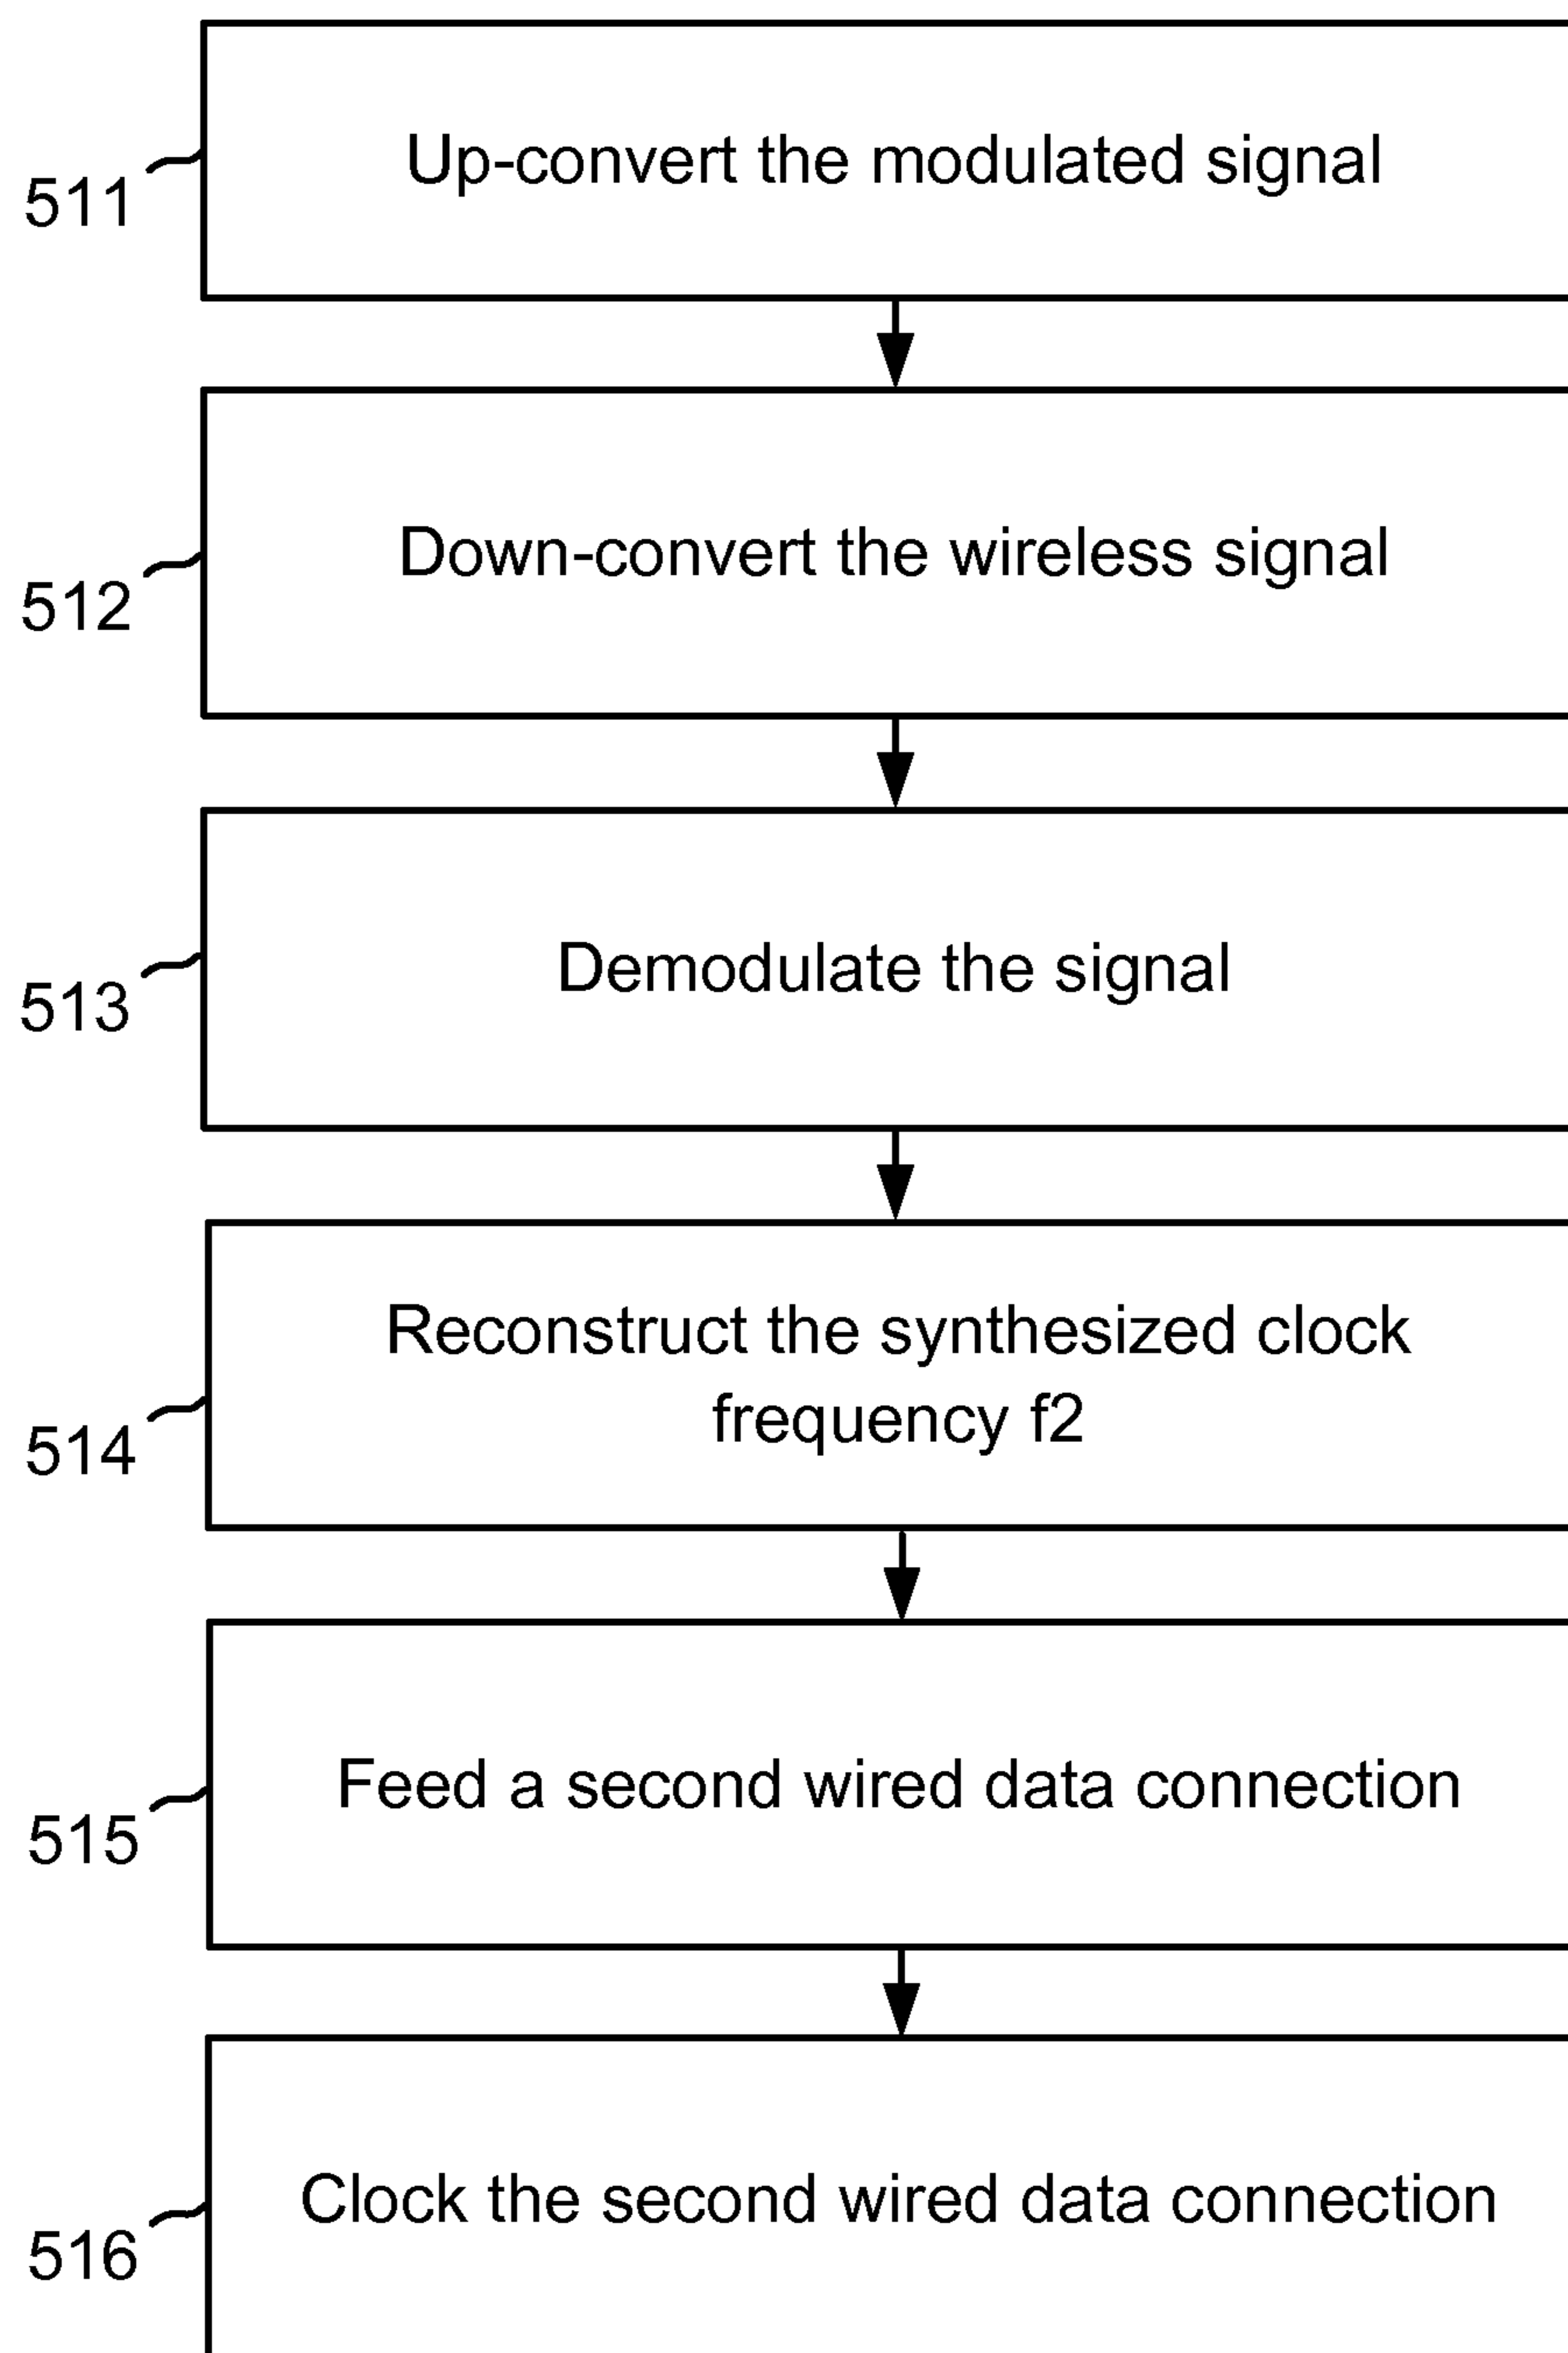 Up-convert the modulated signal
511
Down-convert the wireless signal
512
Demodulate the signal
513
Reconstruct the synthesized clock
frequency f2
514
Feed a second wired data connection
515
Clock the second wired data connection
516